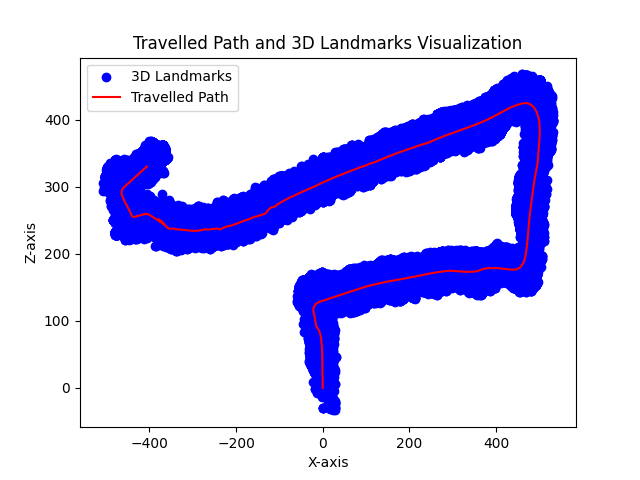 Travelled Path and 3D Landmarks Visualization
3D Landmarks
Travelled Path
400
300
200
100
0
Z-axis
−400
−200
0
200
400
X-axis